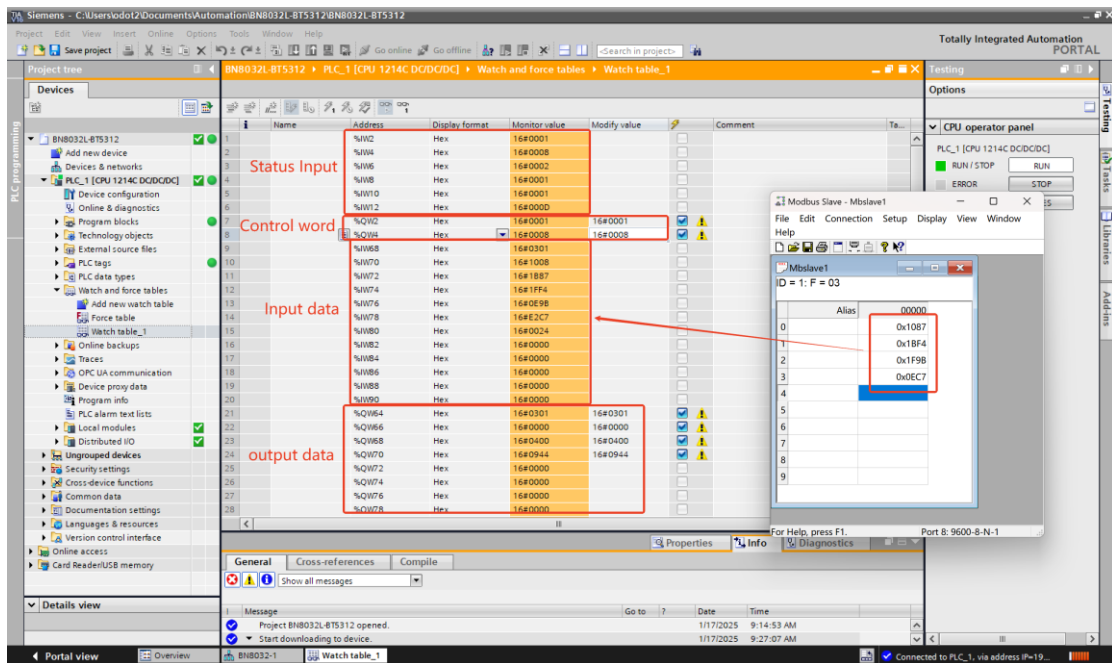 Siemens - C:\Users\odot2\Documents\Automation\BN8032L-BT5312\BN8032L-BT5312
Project Edit View Insert Online Options Tools Window Help
Save project Go online Go offline <Search in project>
Totally Integrated Automation
PORTAL
Project tree
BN8032L-BT5312 PLC_1 [CPU 1214C DC/DC/DC] Watch and force tables Watch table_1
Testing
Devices
Options
PLC programming
BN8032L-BT5312
Add new device
Devices & networks
PLC_1 [CPU 1214C DC/DC/DC]
Device configuration
Online & diagnostics
Program blocks
Technology objects
External source files
PLC tags
PLC data types
Watch and force tables
Add new watch table
Force table
Watch table_1
Online backups
Traces
OPC UA communication
Device proxy data
Program info
PLC alarm text lists
Local modules
Distributed I/O
Ungrouped devices
Security settings
Cross-device functions
Common data
Documentation settings
Languages & resources
Version control interface
Online access
Card Reader/USB memory
Details view
i Name Address Display format Monitor value Modify value Comment Ta...
1 %IW2 Hex 16#0001
2 %IW4 Hex 16#0008
3 %IW6 Hex 16#0002
4 %IW8 Hex 16#0001
5 %IW10 Hex 16#0001
6 %IW12 Hex 16#000D
7 %QW2 Hex 16#0001 16#0001
8 %QW4 Hex 16#0008 16#0008
9 %IW68 Hex 16#0301
10 %IW70 Hex 16#1008
11 %IW72 Hex 16#1BB7
12 %IW74 Hex 16#1FF4
13 %IW76 Hex 16#0E9B
14 %IW78 Hex 16#E2C7
15 %IW80 Hex 16#0024
16 %IW82 Hex 16#0000
17 %IW84 Hex 16#0000
18 %IW86 Hex 16#0000
19 %IW88 Hex 16#0000
20 %IW90 Hex 16#0000
21 %QW64 Hex 16#0301 16#0301
22 %QW66 Hex 16#0000 16#0000
23 %QW68 Hex 16#0400 16#0400
24 %QW70 Hex 16#0944 16#0944
25 %QW72 Hex 16#0000
26 %QW74 Hex 16#0000
27 %QW76 Hex 16#0000
28 %QW78 Hex 16#0000
Status Input
Control word
Input data
output data
CPU operator panel
PLC_1 [CPU 1214C DC/DC/DC]
RUN / STOP RUN
ERROR STOP
Testing
Tasks
Libraries
Add-ins
Modbus Slave - Mbslave1
File Edit Connection Setup Display View Window
Help
Mbslave1
ID = 1: F = 03
Alias 00000
0 0x10B7
1 0x1BF4
2 0x1F9B
3 0x0EC7
4
5
6
7
8
9
For Help, press F1. Port 8: 9600-8-N-1
Properties Info Diagnostics
General Cross-references Compile
Show all messages
! Message Go to ? Date Time
Project BN8032L-BT5312 opened. 1/17/2025 9:14:53 AM
Start downloading to device. 1/17/2025 9:27:07 AM
Portal view Overview BN8032-1 Watch table_1 Connected to PLC_1, via address IP=19...